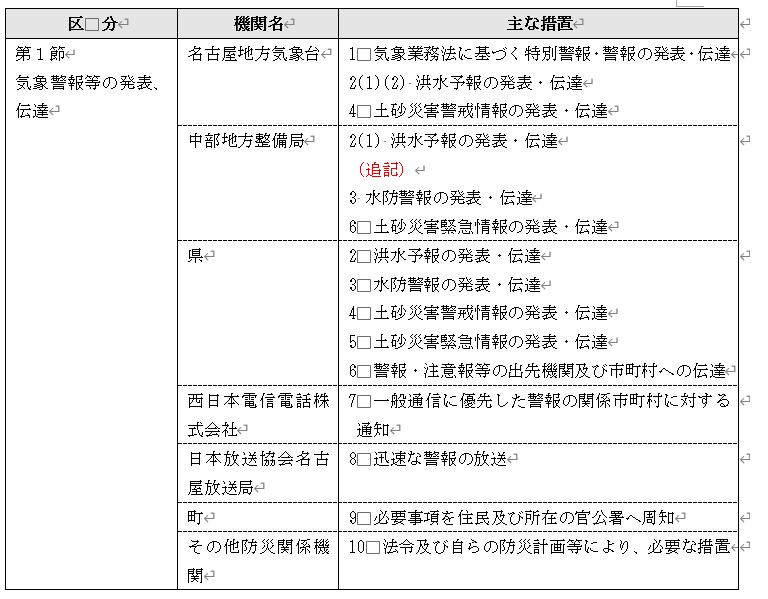 区□分 機関名 主な措置
第１節 名古屋地方気象台 1□気象業務法に基づく特別警報・警報の発表・伝達
気象警報等の発表、 2(1)(2) 洪水予報の発表・伝達
伝達 4□土砂災害警戒情報の発表・伝達
中部地方整備局 2(1) 洪水予報の発表・伝達
（追記）
3 水防警報の発表・伝達
6□土砂災害緊急情報の発表・伝達
県 2□洪水予報の発表・伝達
3□水防警報の発表・伝達
4□土砂災害警戒情報の発表・伝達
5□土砂災害緊急情報の発表・伝達
6□警報・注意報等の出先機関及び市町村への伝達
西日本電信電話株 7□一般通信に優先した警報の関係市町村に対する
式会社 通知
日本放送協会名古 8□迅速な警報の放送
屋放送局
町 9□必要事項を住民及び所在の官公署へ周知
その他防災関係機 10□法令及び自らの防災計画等により、必要な措置
関